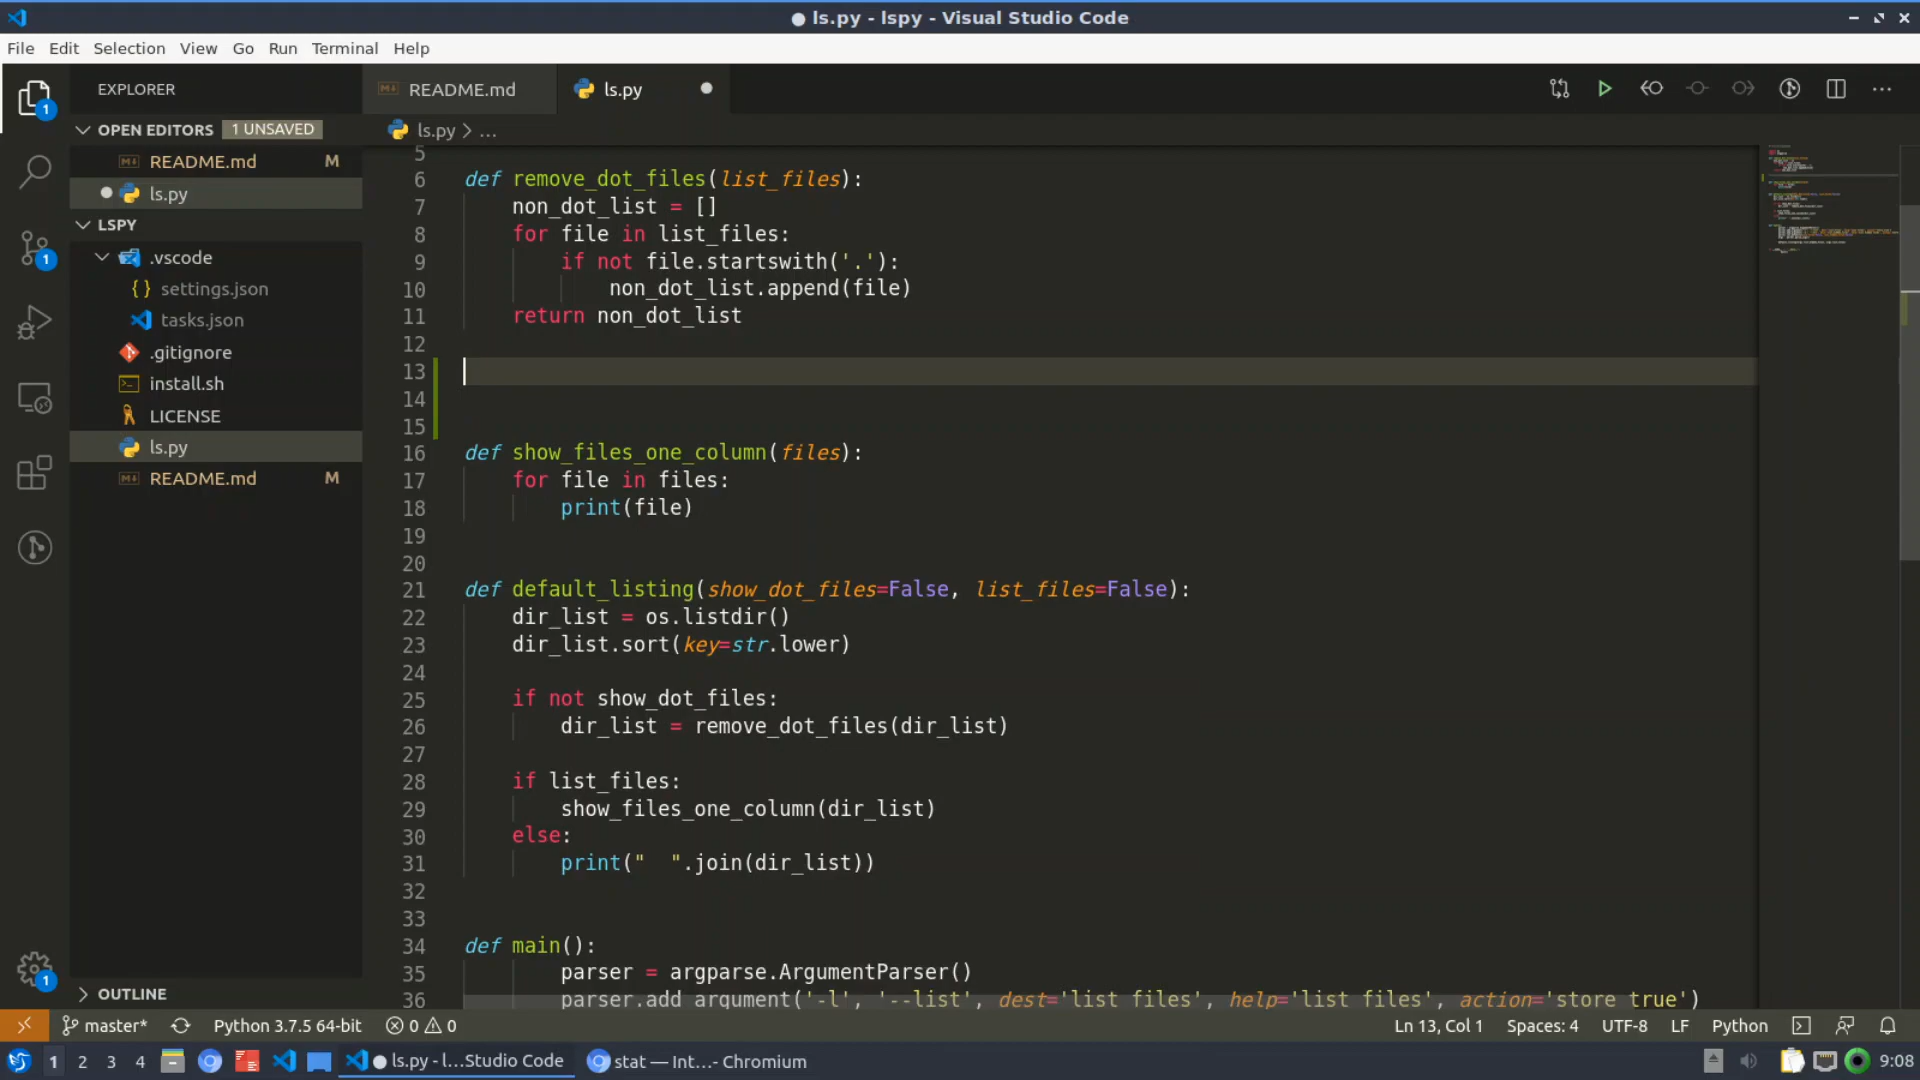 ● ls.py - lspy - Visual Studio Code
File Edit Selection View Go Run Terminal Help
EXPLORER
README.md
ls.py
OPEN EDITORS 1 UNSAVED
README.md M
ls.py
LSPY
.vscode
{} settings.json
tasks.json
.gitignore
install.sh
LICENSE
ls.py
README.md M
OUTLINE
1
1
1
ls.py > ...
5
6 def remove_dot_files(list_files):
7     non_dot_list = []
8     for file in list_files:
9         if not file.startswith('.'):
10             non_dot_list.append(file)
11     return non_dot_list
12
13
14
15
16 def show_files_one_column(files):
17     for file in files:
18         print(file)
19
20
21 def default_listing(show_dot_files=False, list_files=False):
22     dir_list = os.listdir()
23     dir_list.sort(key=str.lower)
24
25     if not show_dot_files:
26         dir_list = remove_dot_files(dir_list)
27
28     if list_files:
29         show_files_one_column(dir_list)
30     else:
31         print("  ".join(dir_list))
32
33
34 def main():
35         parser = argparse.ArgumentParser()
36         parser.add_argument('-l', '--list', dest='list_files', help='list files', action='store_true')
master* Python 3.7.5 64-bit 0 0 Ln 13, Col 1 Spaces: 4 UTF-8 LF Python
1 2 3 4 ● ls.py - l...Studio Code stat — Int...- Chromium 9:08